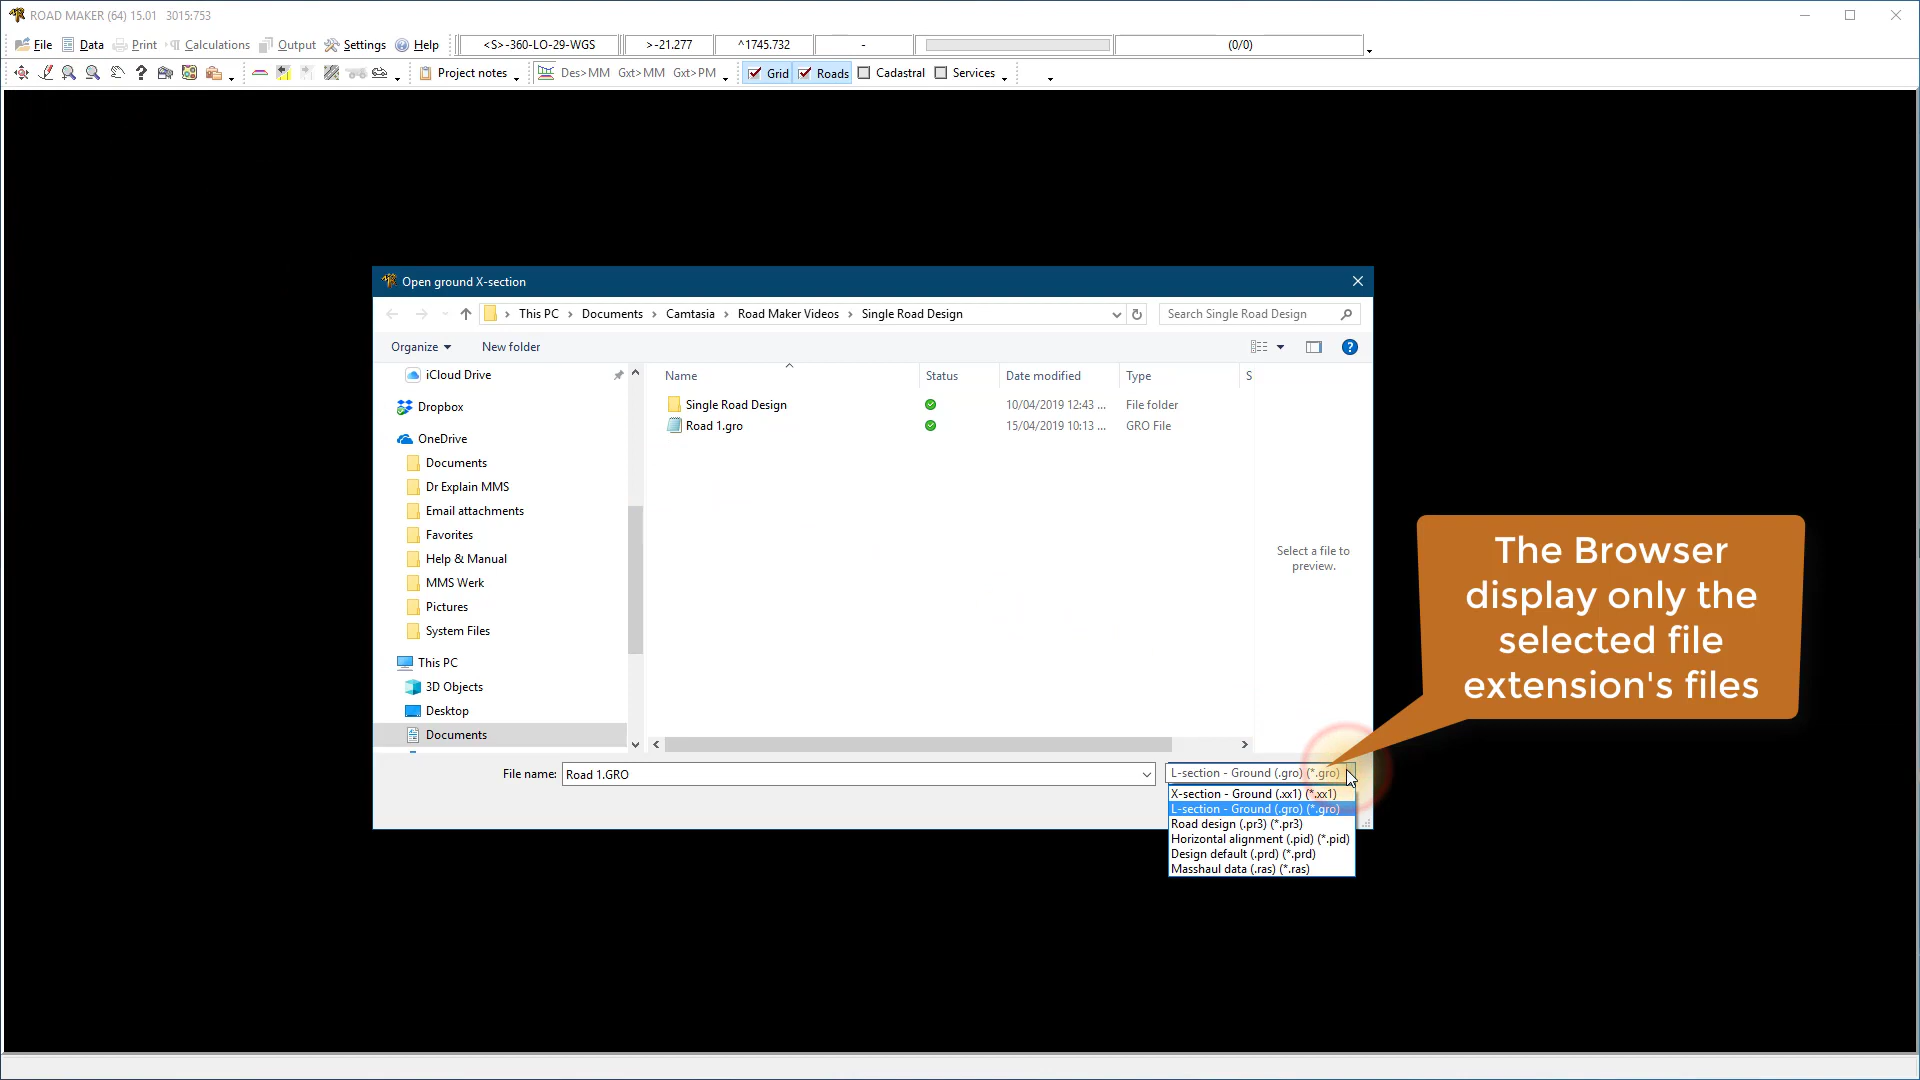 ROAD MAKER (64) 15.01 3015:753
File Data Print Calculations Output Settings Help <S>-360-LO-29-WGS >-21.277 ^1745.732 - (0/0)
Project notes Des>MM Gxt>MM Gxt>PM Grid Roads Cadastral Services
Open ground X-section
This PC > Documents > Camtasia > Road Maker Videos > Single Road Design
Search Single Road Design
Organize New folder
Name Status Date modified Type S
iCloud Drive
Single Road Design 10/04/2019 12:43 ... File folder
Dropbox
Road 1.gro 15/04/2019 10:13 ... GRO File
OneDrive
Documents
Dr Explain MMS
Email attachments
Favorites
Help & Manual
MMS Werk
Pictures
System Files
This PC
3D Objects
Desktop
Documents
Select a file to
preview.
The Browser
display only the
selected file
extension's files
File name: Road 1.GRO
L-section - Ground (.gro) (*.gro)
X-section - Ground (.xx1) (*.xx1)
L-section - Ground (.gro) (*.gro)
Road design (.pr3) (*.pr3)
Horizontal alignment (.pid) (*.pid)
Design default (.prd) (*.prd)
Masshaul data (.ras) (*.ras)